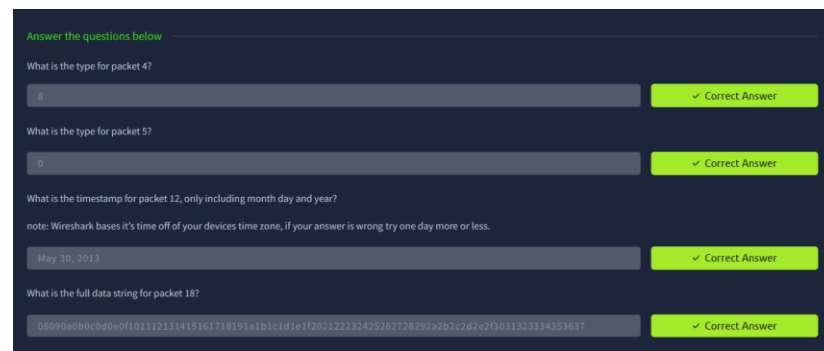 Answer the questions below
What is the type for packet 4?
8
✓ Correct Answer
What is the type for packet 5?
0
✓ Correct Answer
What is the timestamp for packet 12, only including month day and year?
note: Wireshark bases it's time off of your devices time zone, if your answer is wrong try one day more or less.
May 30, 2013
✓ Correct Answer
What is the full data string for packet 18?
08090a0b0c0d0e0f101112131415161718191a1b1c1d1e1f202122232425262728292a2b2c2d2e2f3031323334353637
✓ Correct Answer